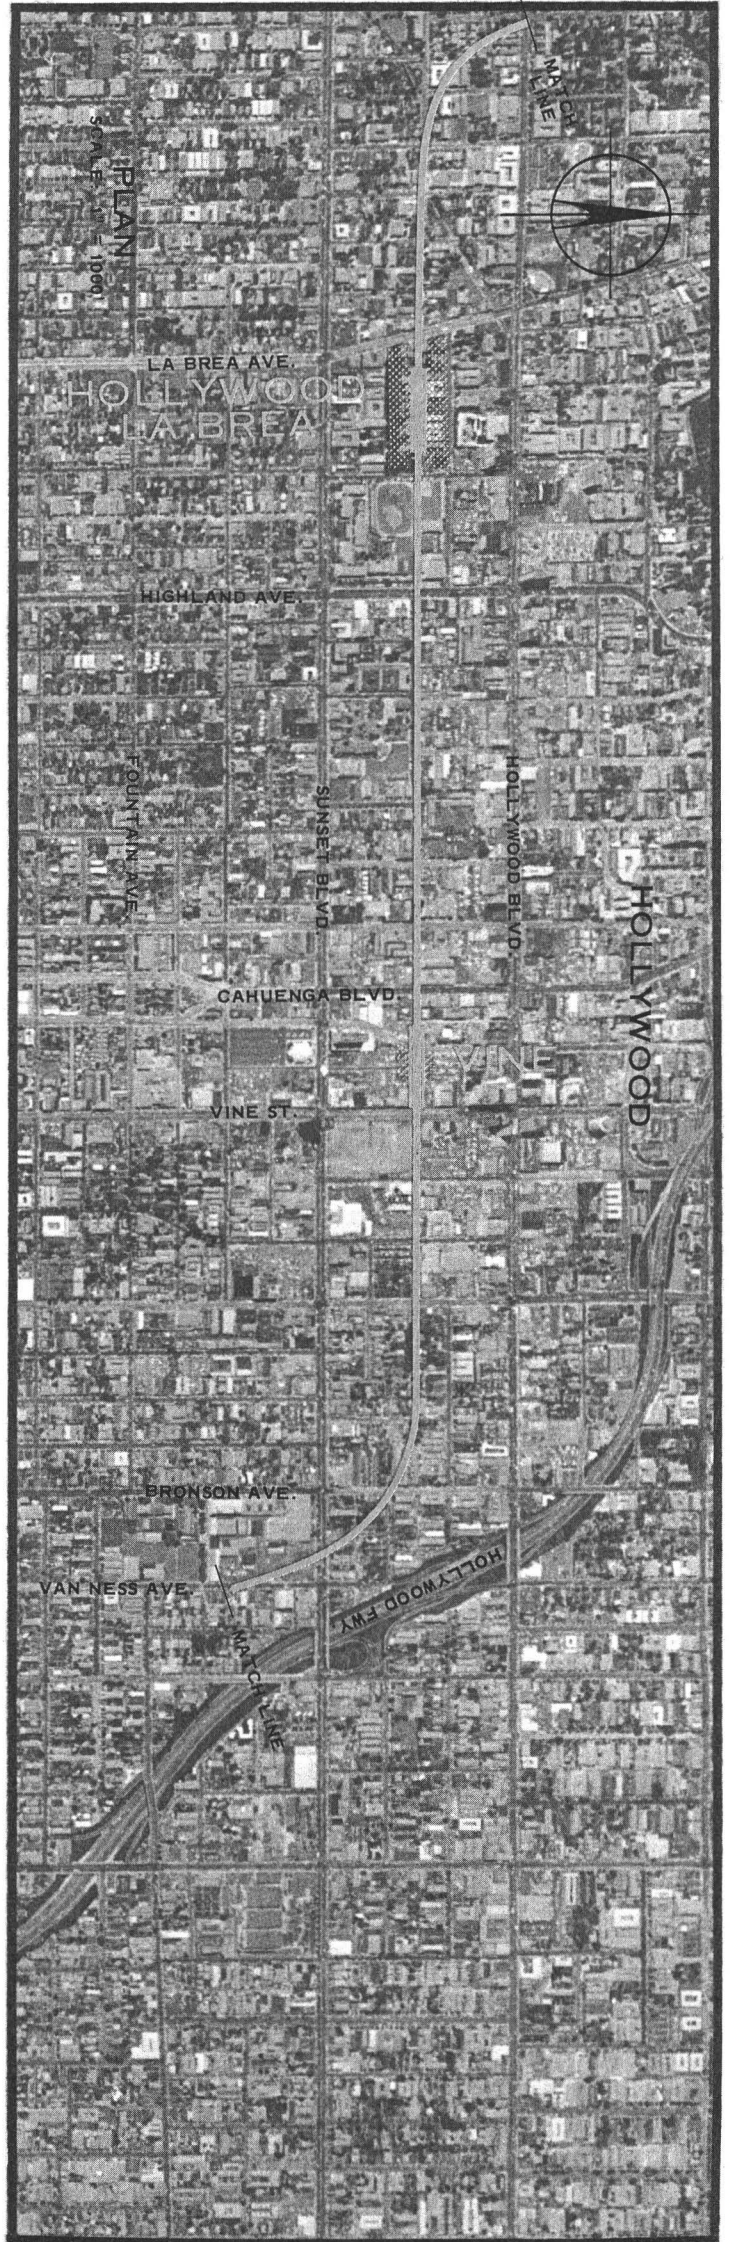 MATCH
LINE
PLAN
SCALE: 1" = 1000'
LA BREA AVE.
HOLLYWOOD
LA BREA
HIGHLAND AVE.
FOUNTAIN AVE.
SUNSET BLVD.
HOLLYWOOD BLVD.
HOLLYWOOD
CAHUENGA BLVD.
VINE
VINE ST.
BRONSON AVE.
HOLLYWOOD FWY.
VAN NESS AVE.
MATCH LINE